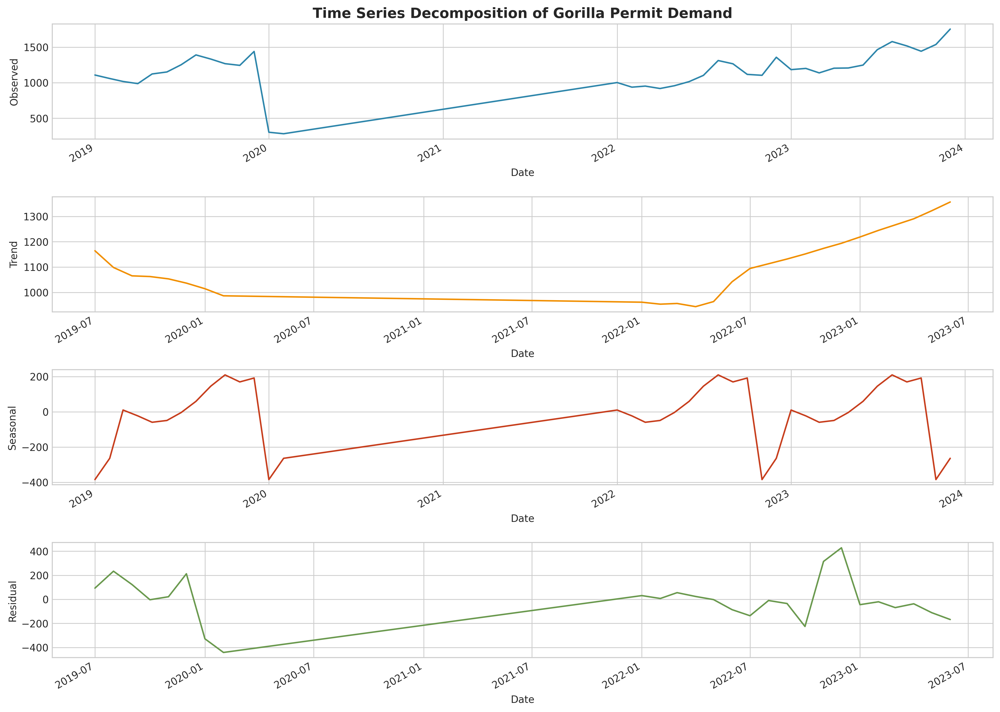 Time Series Decomposition of Gorilla Permit Demand
1500
1000
500
Observed
2019 2020 2021 2022 2023 2024
Date
1300
1200
1100
1000
Trend
2019-07 2020-01 2020-07 2021-01 2021-07 2022-01 2022-07 2023-01 2023-07
Date
200
0
−200
−400
Seasonal
2019 2020 2021 2022 2023 2024
Date
400
200
0
−200
−400
Residual
2019-07 2020-01 2020-07 2021-01 2021-07 2022-01 2022-07 2023-01 2023-07
Date